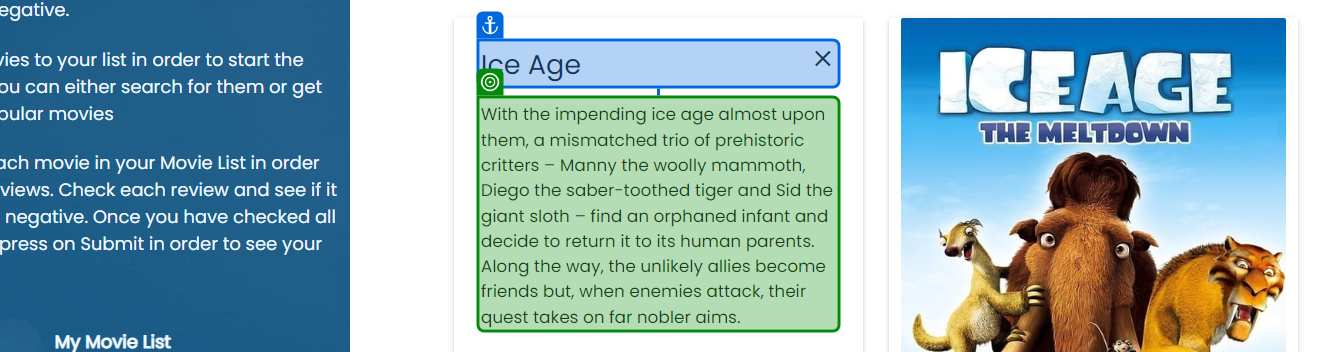 egative.
vies to your list in order to start the
ou can either search for them or get
pular movies
ach movie in your Movie List in order
views. Check each review and see if it
negative. Once you have checked all
press on Submit in order to see your
My Movie List
Ice Age
With the impending ice age almost upon
them, a mismatched trio of prehistoric
critters – Manny the woolly mammoth,
Diego the saber-toothed tiger and Sid the
giant sloth – find an orphaned infant and
decide to return it to its human parents.
Along the way, the unlikely allies become
friends but, when enemies attack, their
quest takes on far nobler aims.
ICE AGE
THE MELTDOWN